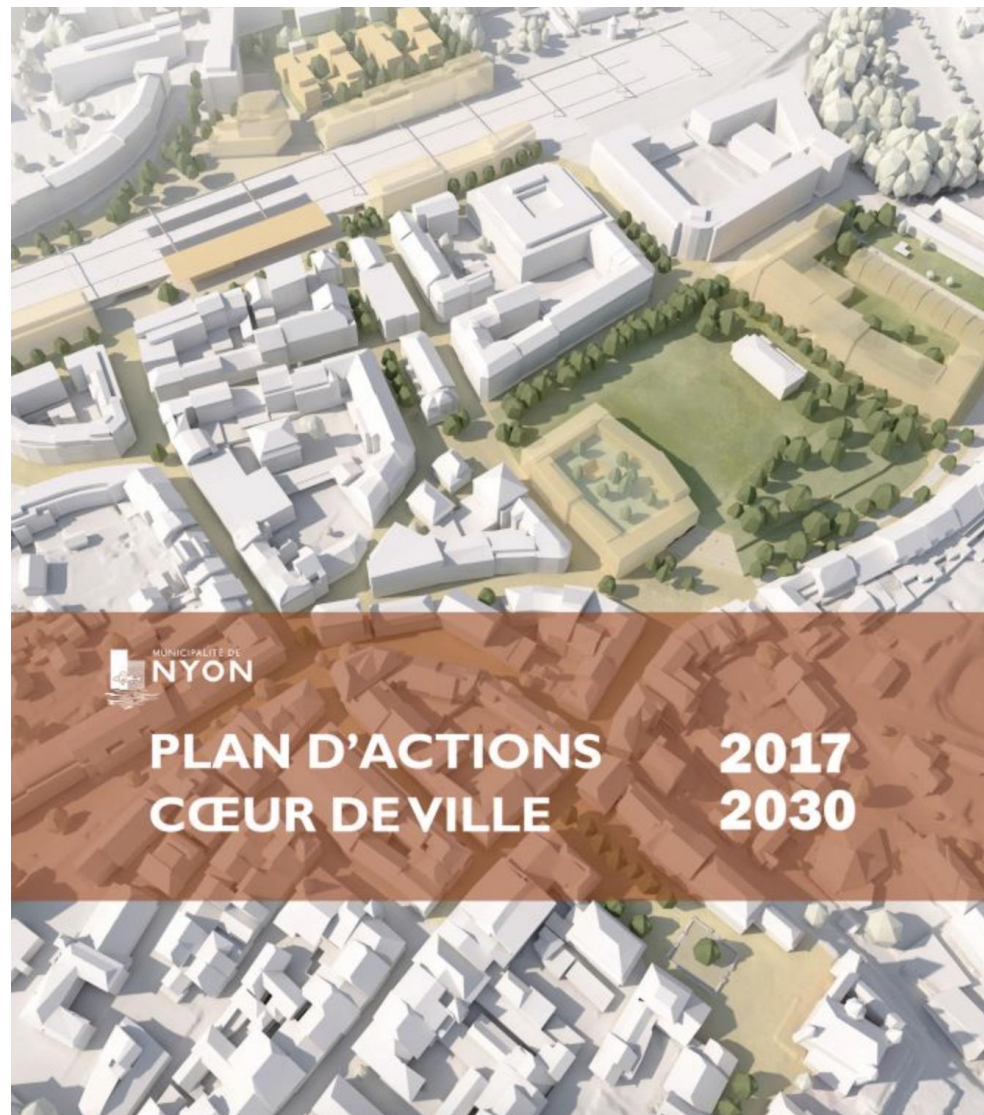 MUNICIPALITÉ DE
NYON
PLAN D'ACTIONS
CŒUR DE VILLE
2017
2030